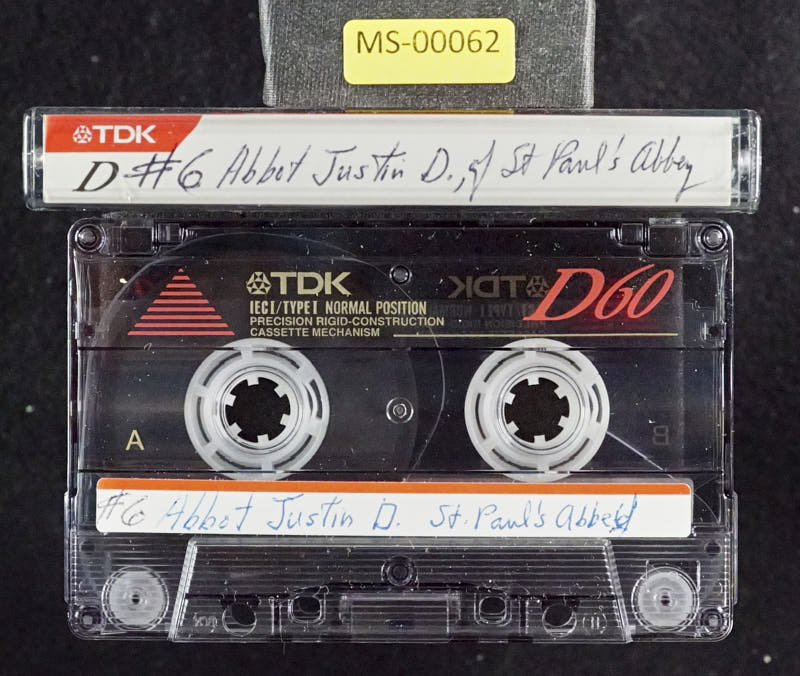 MS-00062
TDK
D #6 Abbot Justin D., of St Paul's Abbey
TDK
D60
IEC I/TYPE I NORMAL POSITION
PRECISION RIGID-CONSTRUCTION
CASSETTE MECHANISM
A
B
#6 Abbot Justin D. St. Paul's Abbey